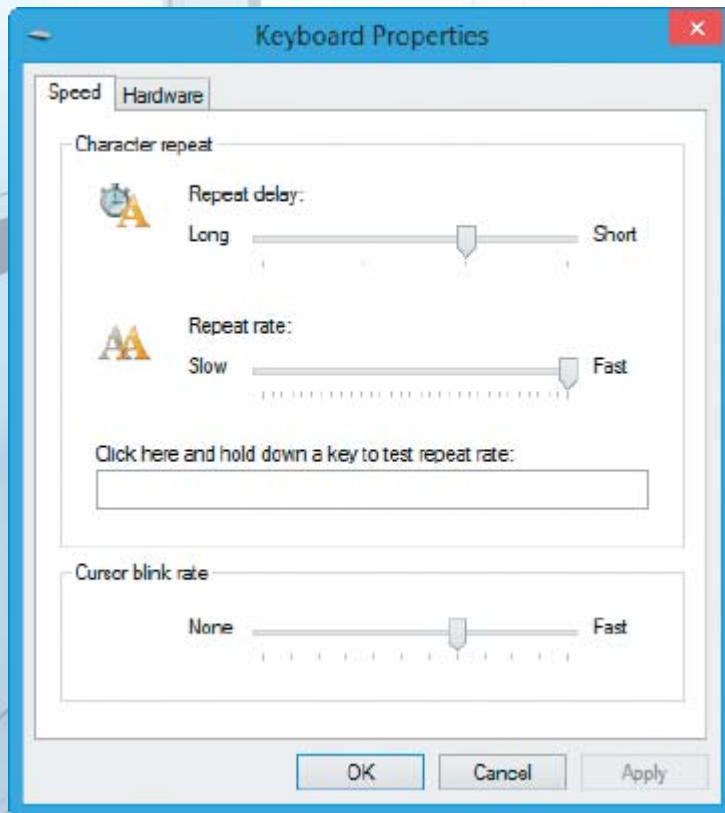 Keyboard Properties
Speed Hardware
Character repeat
Repeat delay:
Long Short
Repeat rate:
Slow Fast
Click here and hold down a key to test repeat rate:
Cursor blink rate
None Fast
OK Cancel Apply